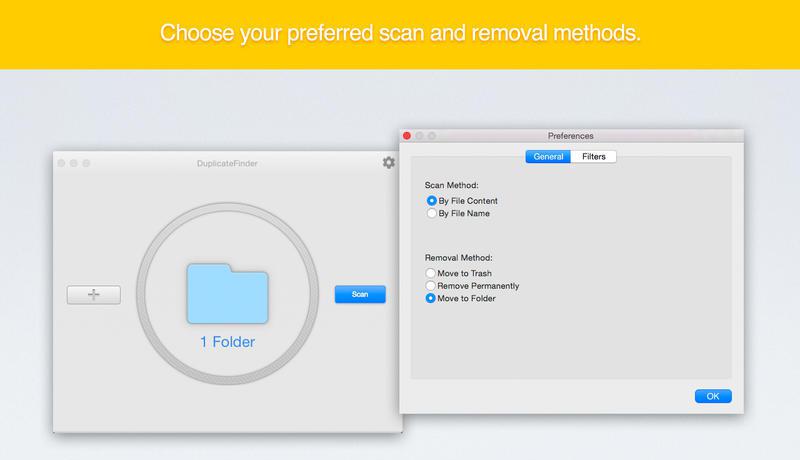 Choose your preferred scan and removal methods.
DuplicateFinder
Scan
1 Folder
Preferences
General Filters
Scan Method:
By File Content
By File Name
Removal Method:
Move to Trash
Remove Permanently
Move to Folder
OK